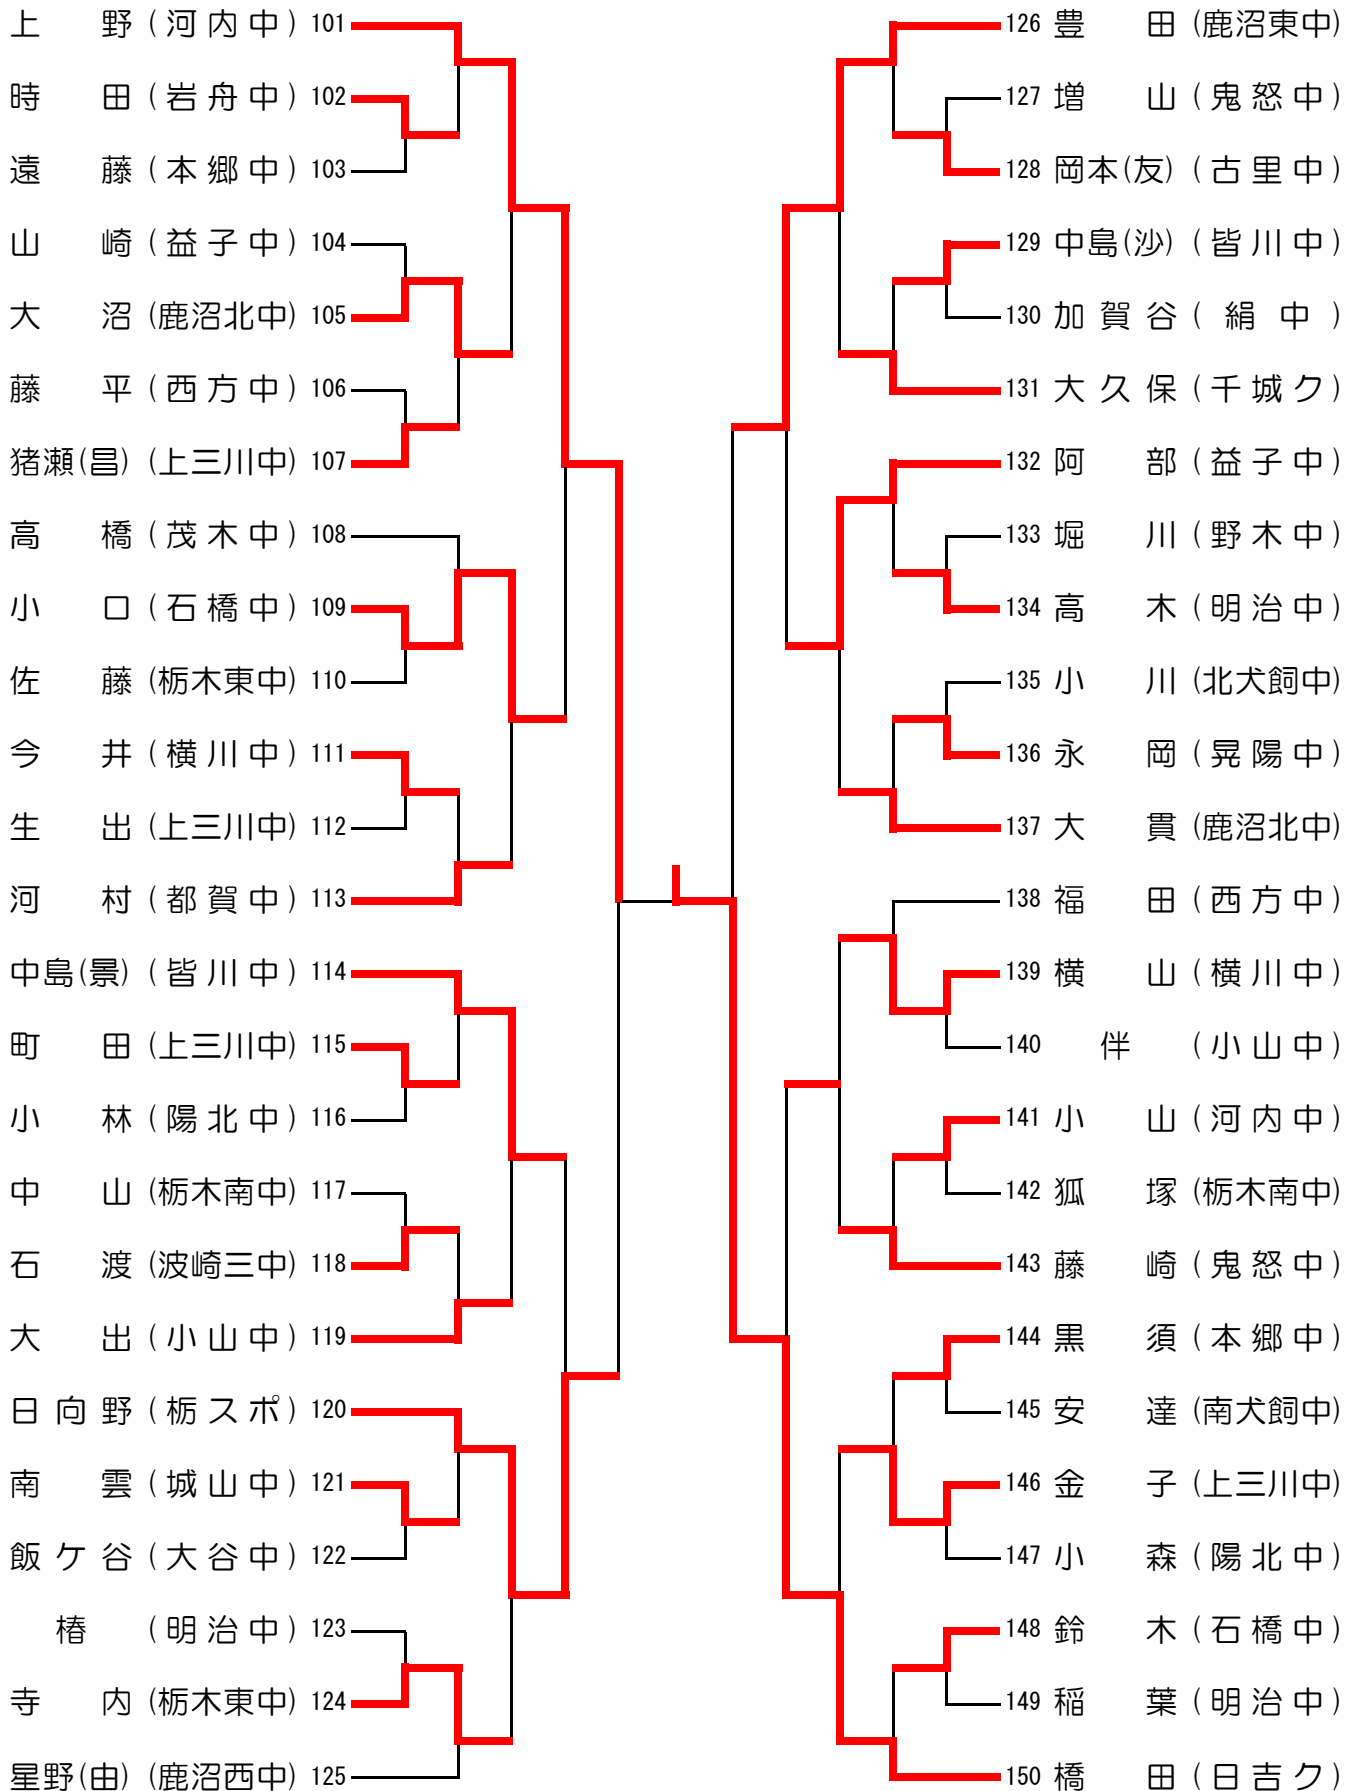 上野(河内中) 101
時田(岩舟中) 102
遠藤(本郷中) 103
山崎(益子中) 104
大沼(鹿沼北中) 105
藤平(西方中) 106
猪瀬(昌)(上三川中) 107
高橋(茂木中) 108
小口(石橋中) 109
佐藤(栃木東中) 110
今井(横川中) 111
生出(上三川中) 112
河村(都賀中) 113
中島(景)(皆川中) 114
町田(上三川中) 115
小林(陽北中) 116
中山(栃木南中) 117
石渡(波崎三中) 118
大出(小山中) 119
日向野(栃スポ) 120
南雲(城山中) 121
飯ケ谷(大谷中) 122
椿(明治中) 123
寺内(栃木東中) 124
星野(由)(鹿沼西中) 125
126 豊田(鹿沼東中)
127 増山(鬼怒中)
128 岡本(友)(古里中)
129 中島(沙)(皆川中)
130 加賀谷(絹中)
131 大久保(千城ク)
132 阿部(益子中)
133 堀川(野木中)
134 高木(明治中)
135 小川(北犬飼中)
136 永岡(晃陽中)
137 大貫(鹿沼北中)
138 福田(西方中)
139 横山(横川中)
140 伴(小山中)
141 小山(河内中)
142 狐塚(栃木南中)
143 藤崎(鬼怒中)
144 黒須(本郷中)
145 安達(南犬飼中)
146 金子(上三川中)
147 小森(陽北中)
148 鈴木(石橋中)
149 稲葉(明治中)
150 橋田(日吉ク)